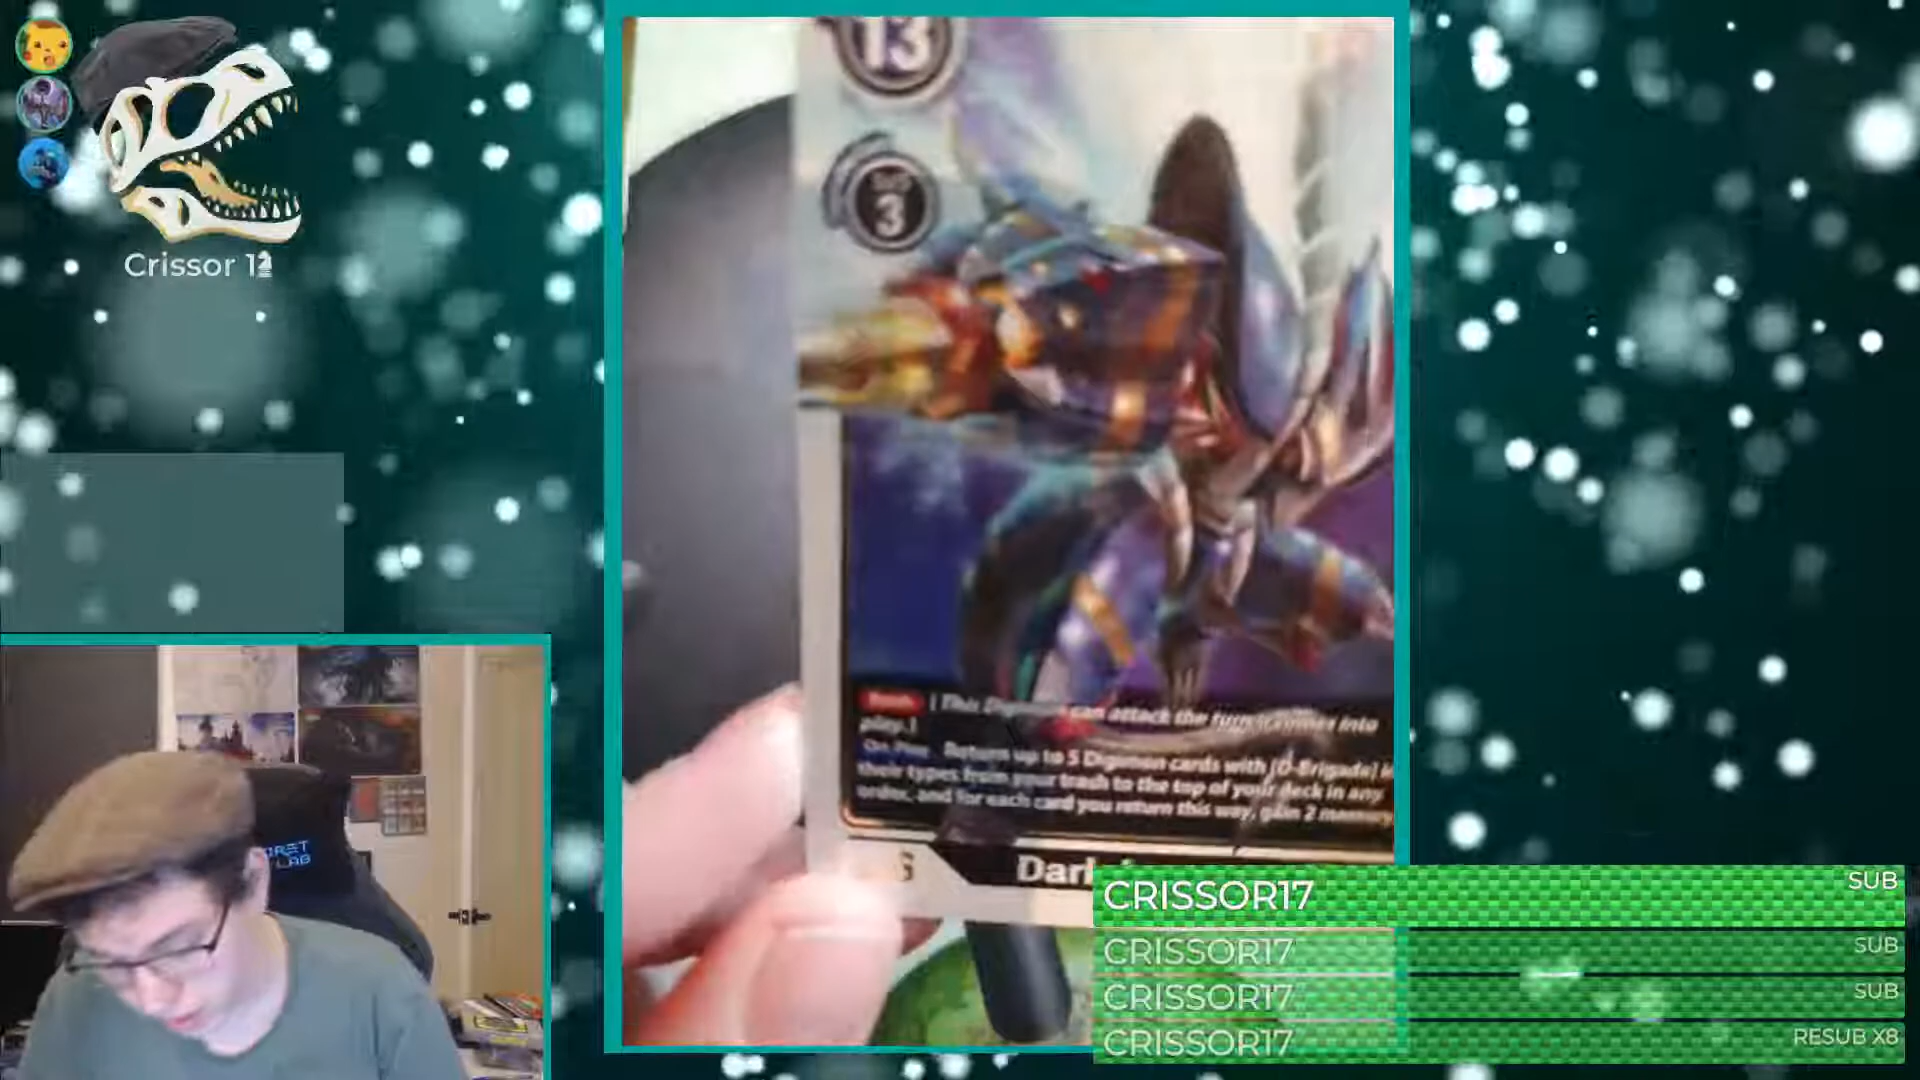 Crissor 1
13
3
[This Digimon can attack the turn it comes into
play.]
On Play Return up to 5 Digimon cards with [D-Brigade] in
their types from your trash to the top of your deck in any
order, and for each card you return this way, gain 2 memory
Dark
CRISSOR17
SUB
CRISSOR17
SUB
CRISSOR17
SUB
CRISSOR17
RESUB X8